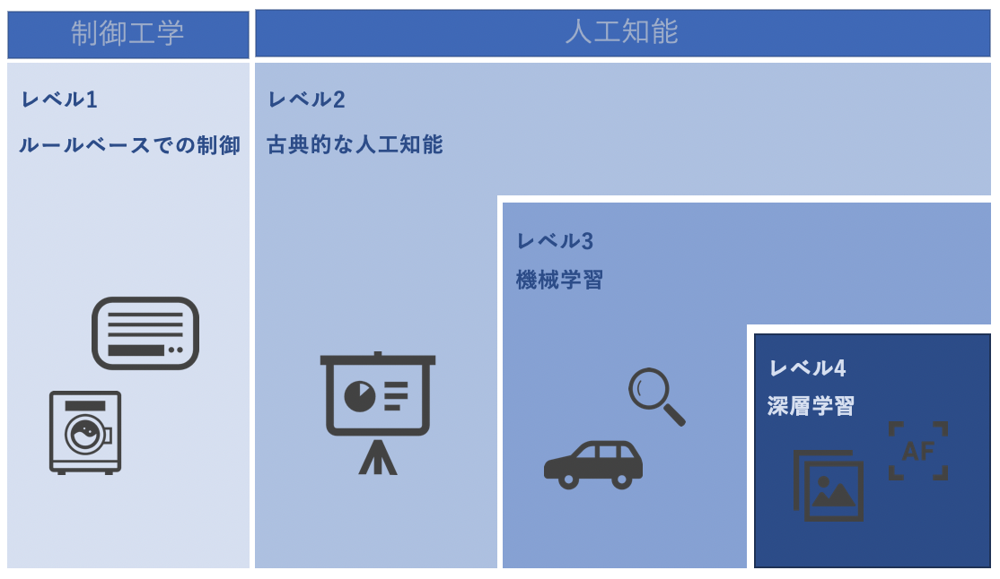 制御工学
人工知能
レベル1
ルールベースでの制御
レベル2
古典的な人工知能
レベル3
機械学習
レベル4
深層学習
AF